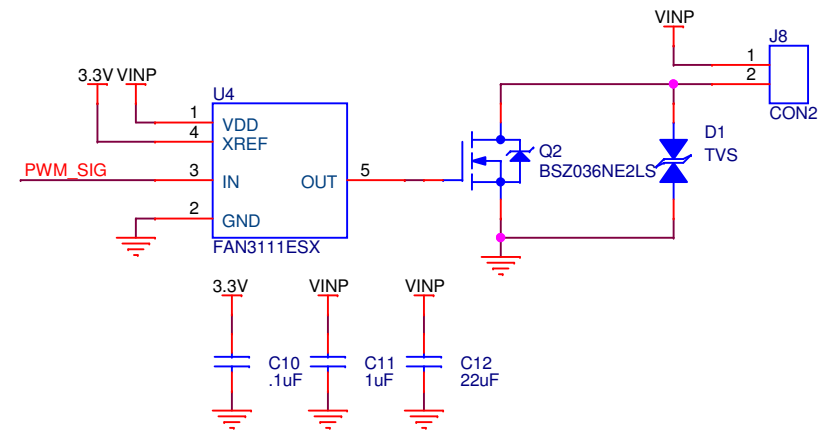 VINP
J8
1
2
CON2
3.3V VINP
U4
1
VDD
4
XREF
PWM_SIG
3
IN
OUT
5
2
GND
FAN3111ESX
Q2
BSZ036NE2LS
D1
TVS
3.3V
VINP
VINP
C10
.1uF
C11
1uF
C12
22uF